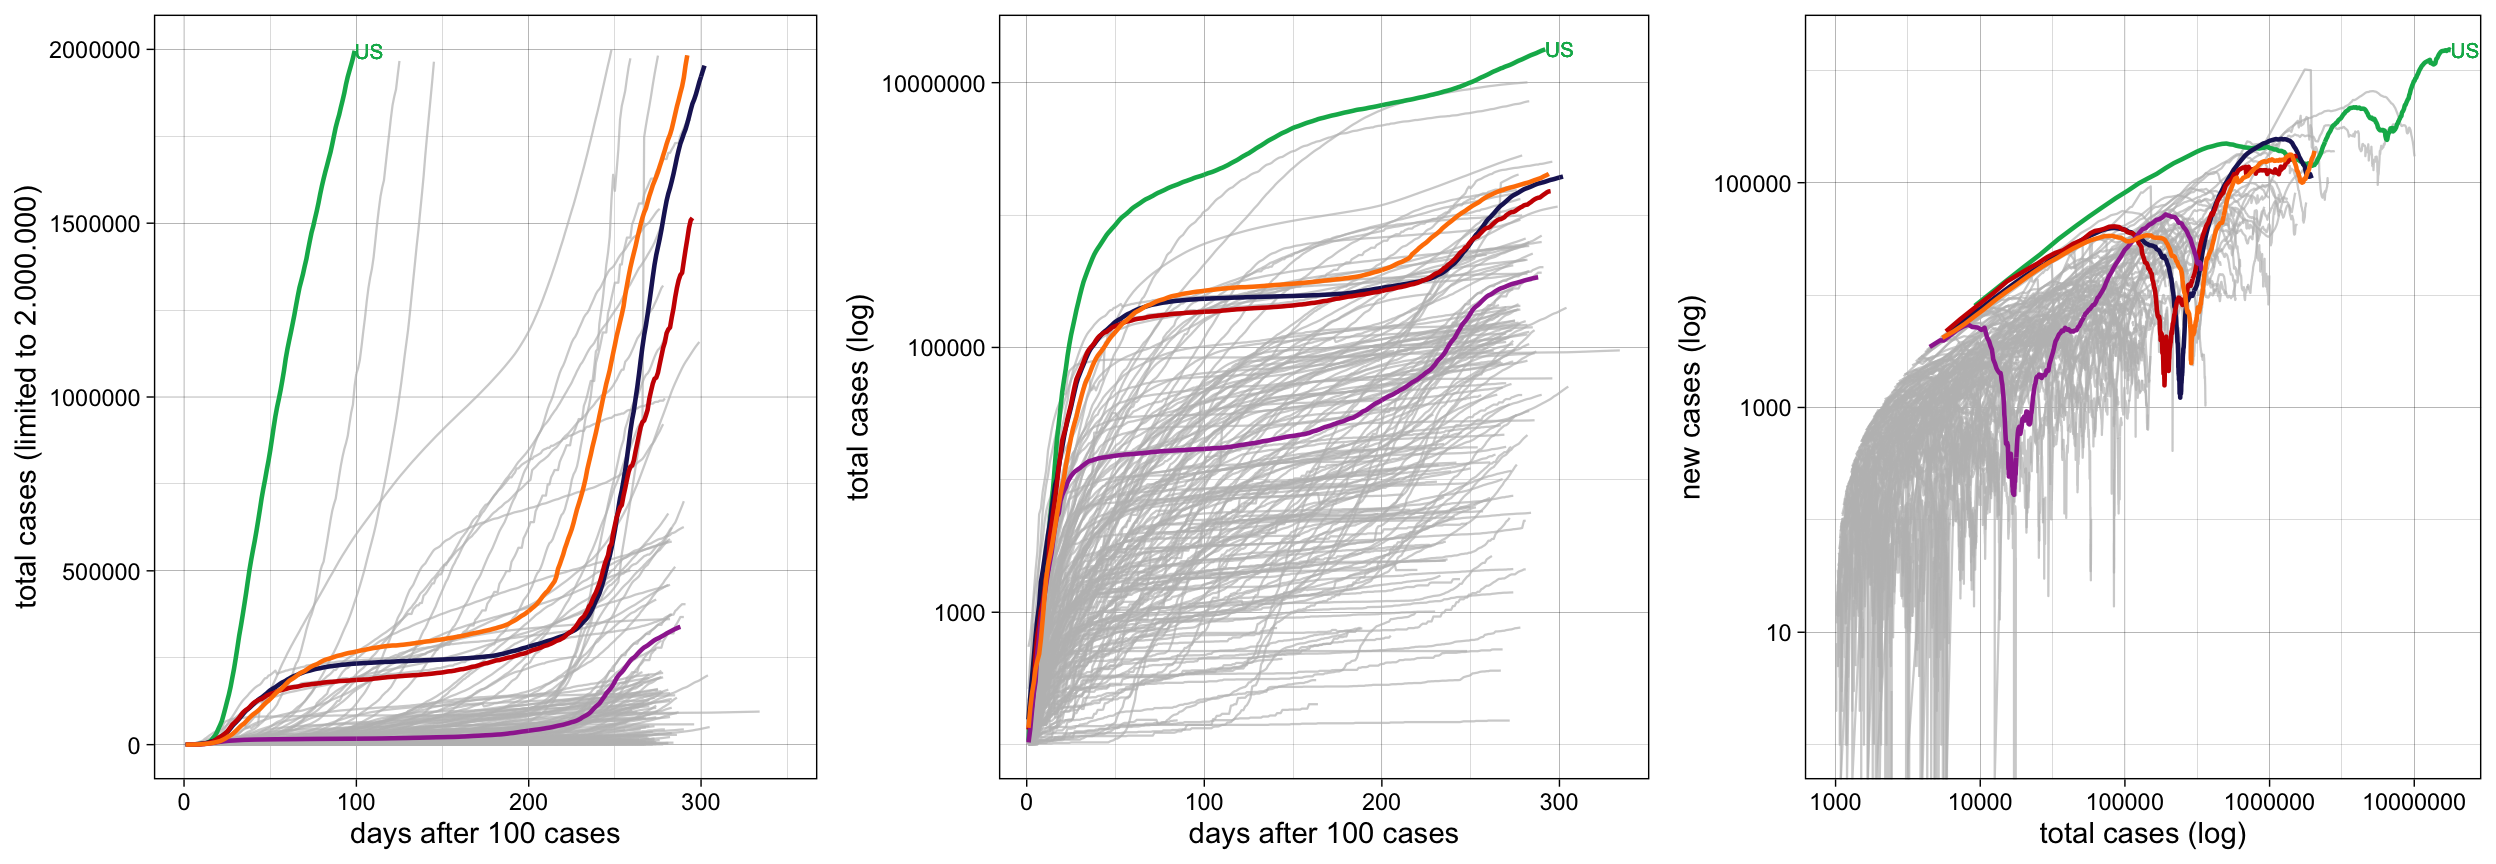 total cases (limited to 2.000.000)
2000000
1500000
1000000
500000
0
0
100
200
300
days after 100 cases
US
total cases (log)
10000000
100000
1000
0
100
200
300
days after 100 cases
US
new cases (log)
100000
1000
10
1000
10000
100000
1000000
10000000
total cases (log)
US